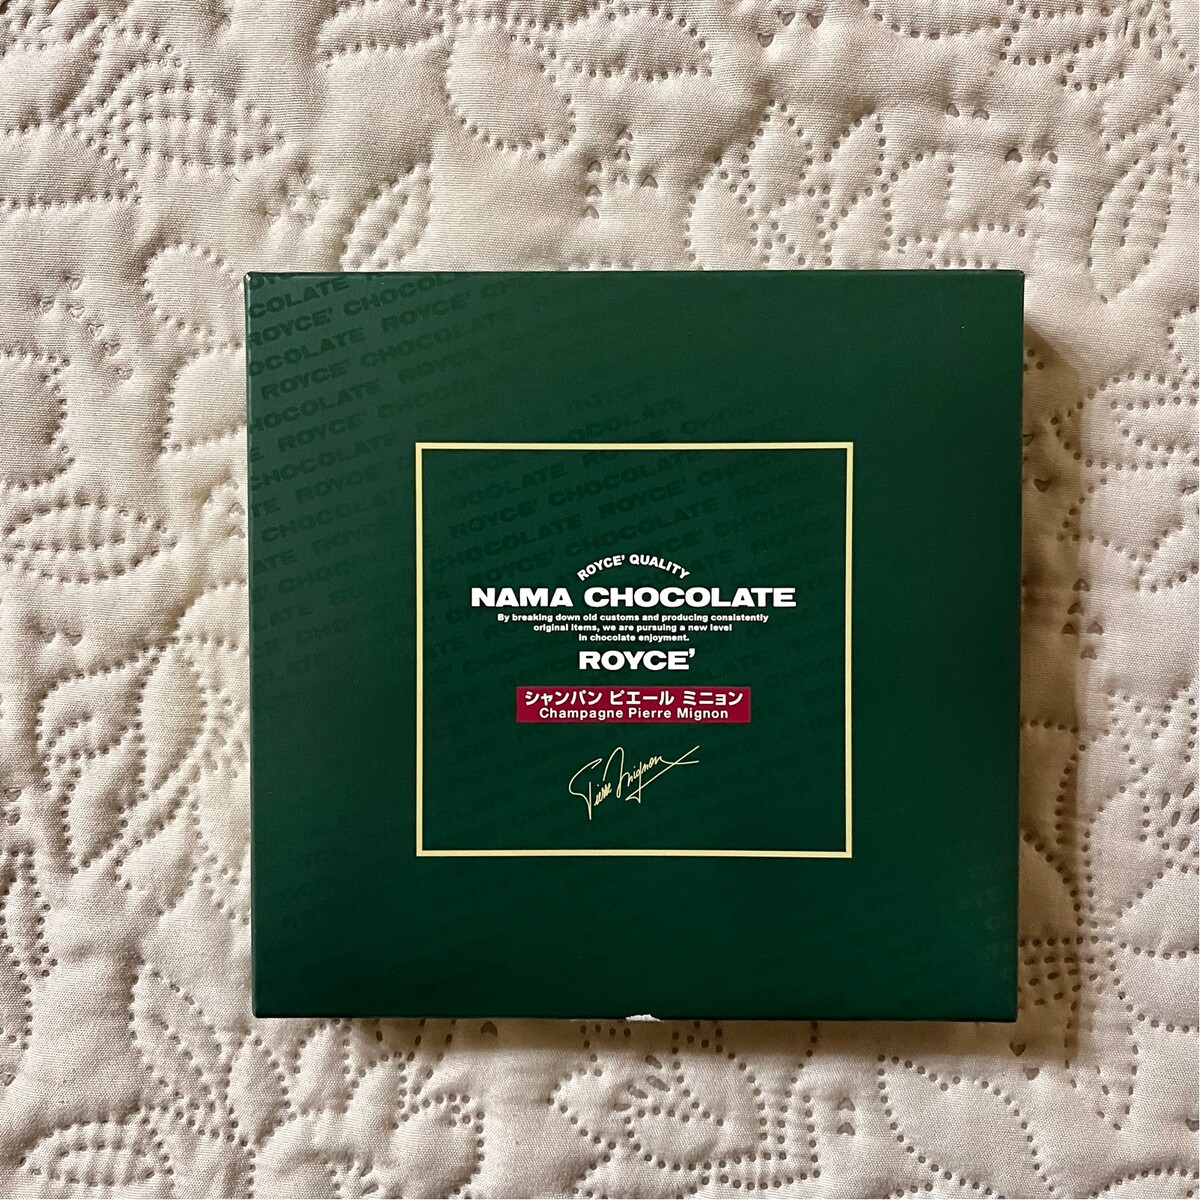 ROYCE' QUALITY
NAMA CHOCOLATE
By breaking down old customs and producing consistently
original items, we are pursuing a new level
in chocolate enjoyment.
ROYCE'
シャンパン ピエール ミニョン
Champagne Pierre Mignon
Pierre Mignon